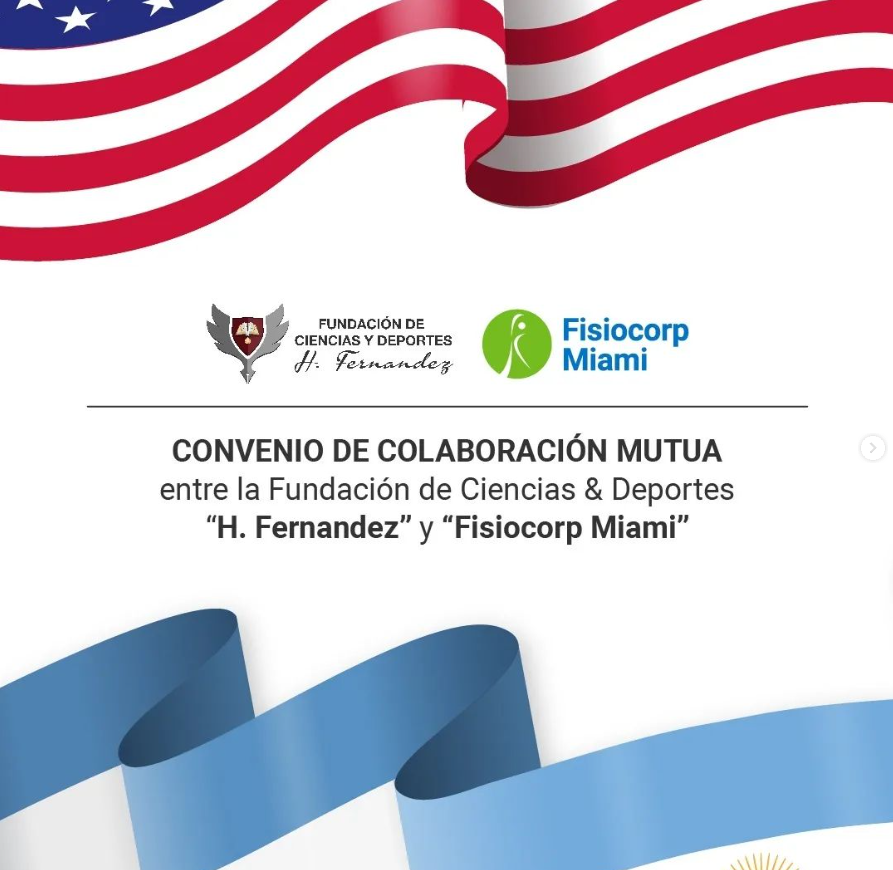 FUNDACIÓN DE
CIENCIAS Y DEPORTES
H. Fernandez
Fisiocorp
Miami
CONVENIO DE COLABORACIÓN MUTUA
entre la Fundación de Ciencias & Deportes
“H. Fernandez” y “Fisiocorp Miami”